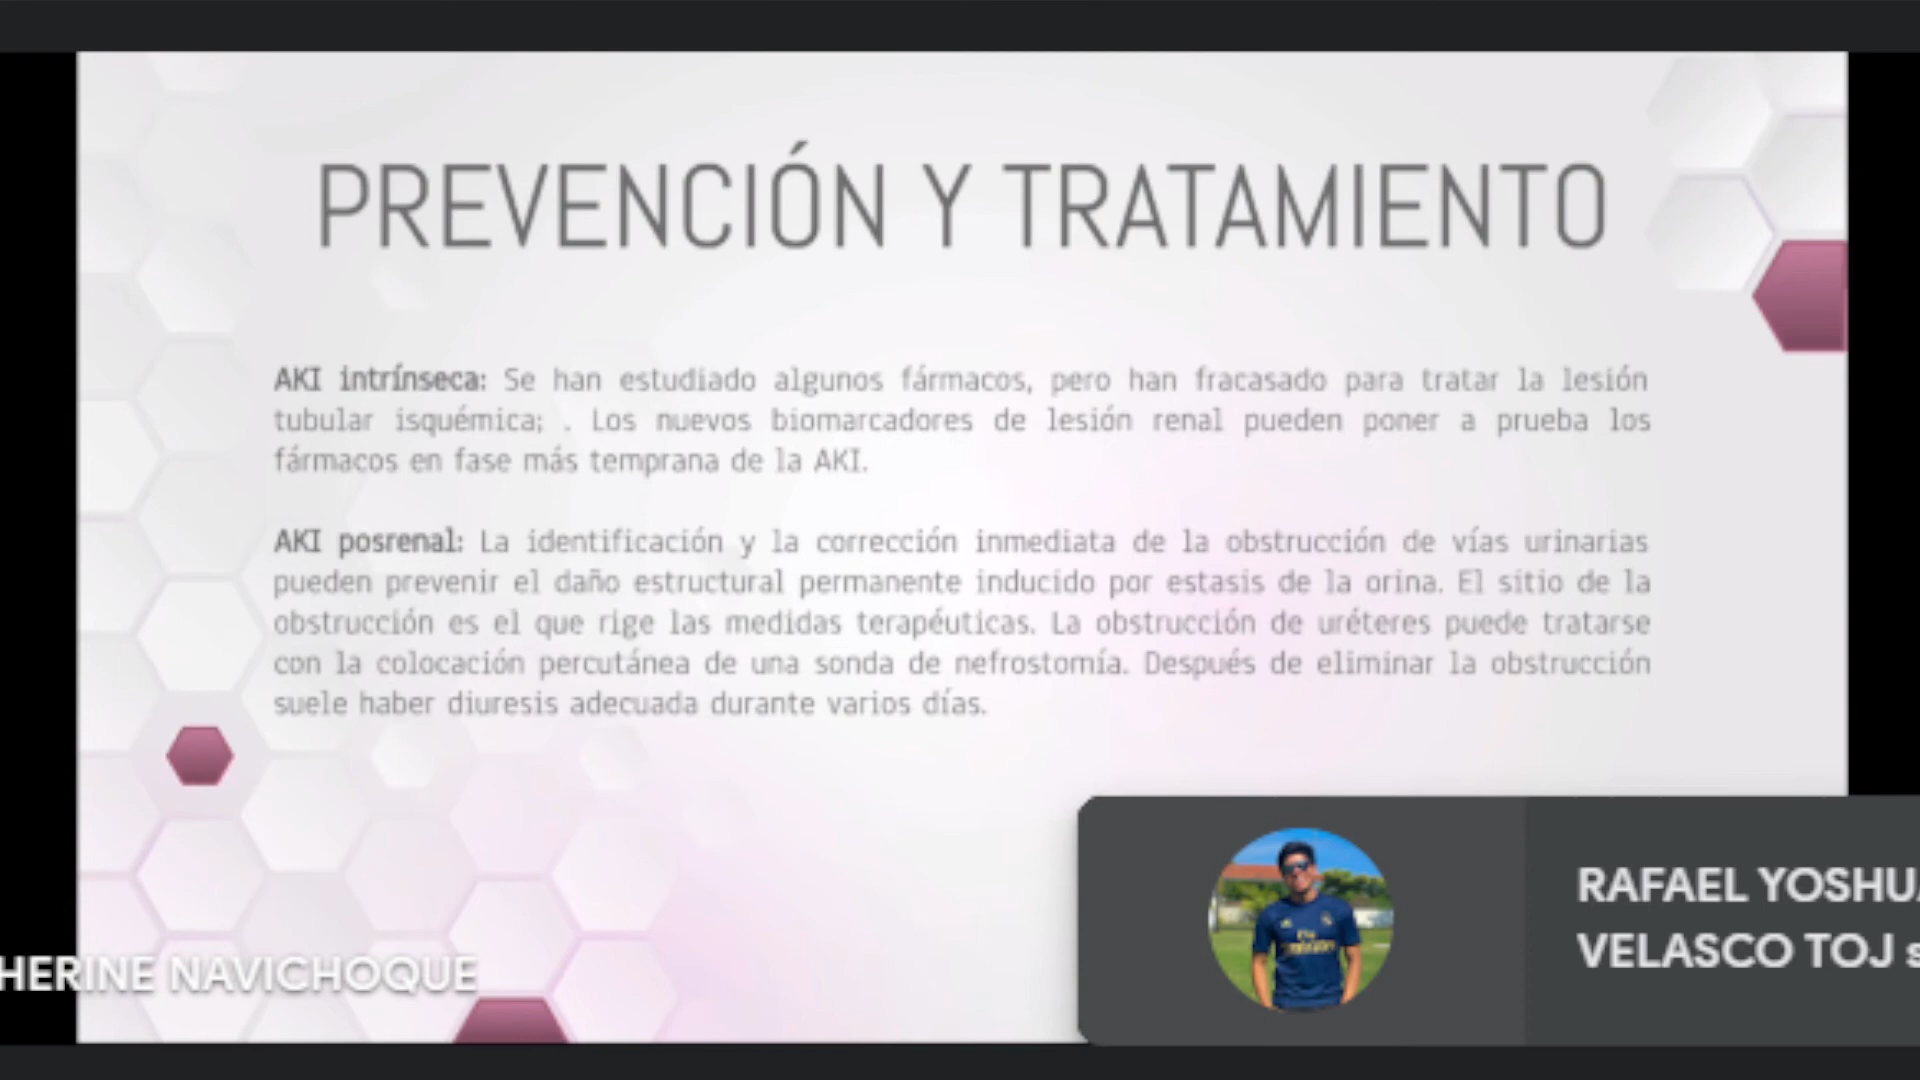 PREVENCIÓN Y TRATAMIENTO
AKI intrínseca: Se han estudiado algunos fármacos, pero han fracasado para tratar la lesión
tubular isquémica; . Los nuevos biomarcadores de lesión renal pueden poner a prueba los
fármacos en fase más temprana de la AKI.
AKI posrenal: La identificación y la corrección inmediata de la obstrucción de vías urinarias
pueden prevenir el daño estructural permanente inducido por estasis de la orina. El sitio de la
obstrucción es el que rige las medidas terapéuticas. La obstrucción de uréteres puede tratarse
con la colocación percutánea de una sonda de nefrostomía. Después de eliminar la obstrucción
suele haber diuresis adecuada durante varios días.
HERINE NAVICHOQUE
RAFAEL YOSHUA
VELASCO TOJ s